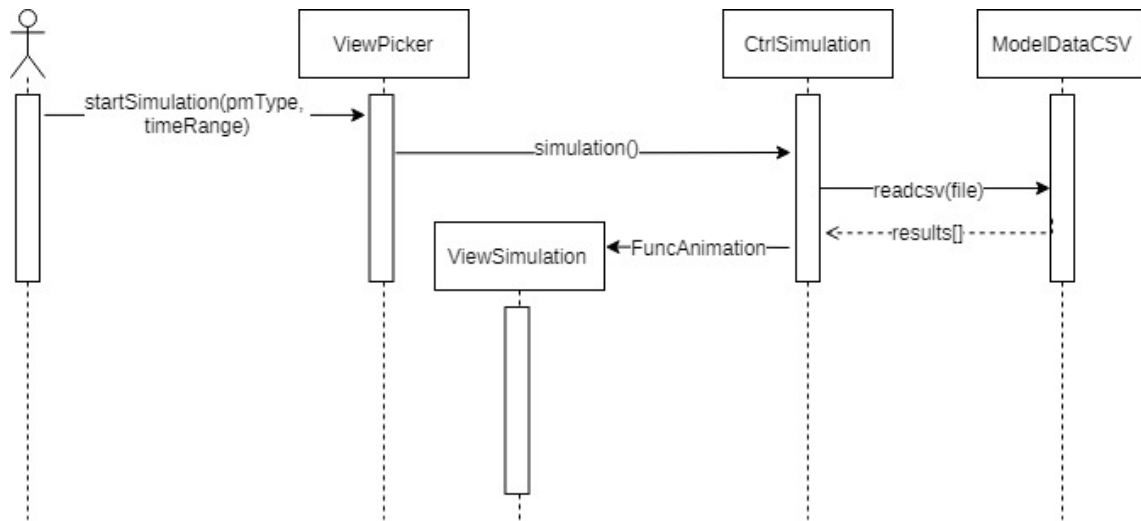 ViewPicker
CtrlSimulation
ModelDataCSV
startSimulation(pmType,
timeRange)
simulation()
readcsv(file)
results[]
ViewSimulation
FuncAnimation